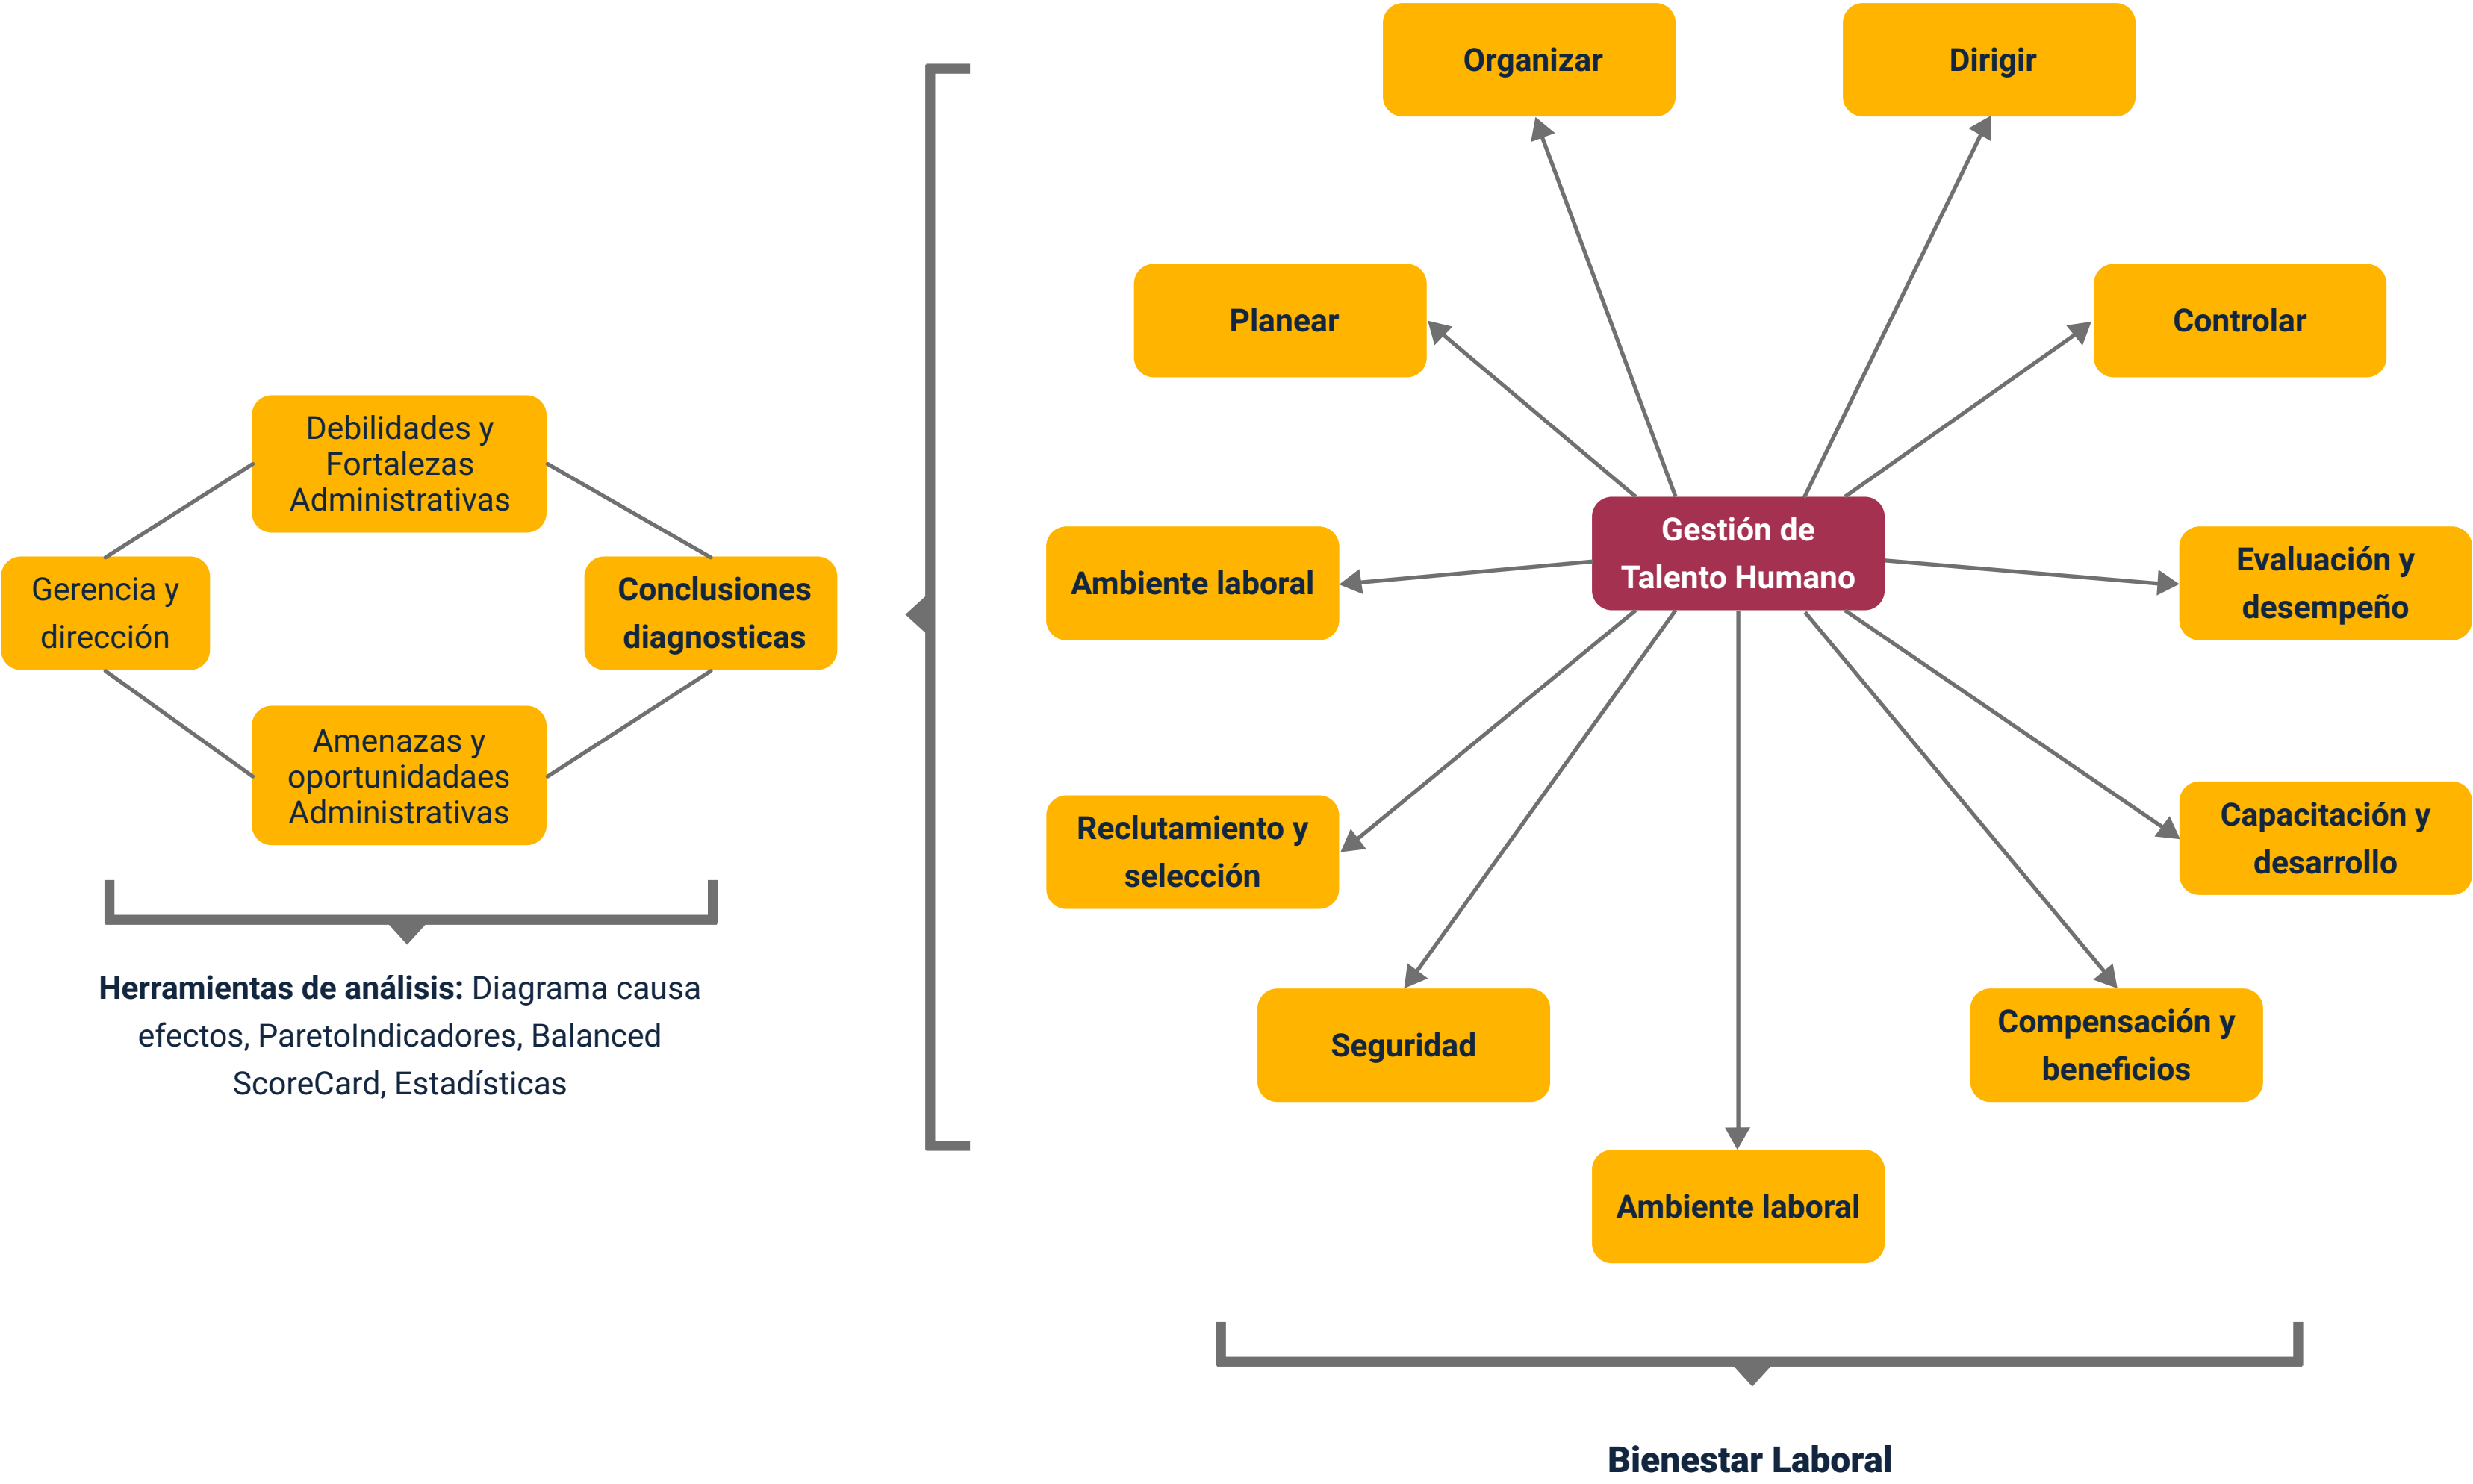 Organizar
Dirigir
Planear
Controlar
Debilidades y
Fortalezas
Administrativas
Gerencia y
dirección
Conclusiones
diagnosticas
Amenazas y
oportunidadaes
Administrativas
Herramientas de análisis: Diagrama causa
efectos, ParetoIndicadores, Balanced
ScoreCard, Estadísticas
Gestión de
Talento Humano
Ambiente laboral
Evaluación y
desempeño
Reclutamiento y
selección
Capacitación y
desarrollo
Seguridad
Compensación y
beneficios
Ambiente laboral
Bienestar Laboral